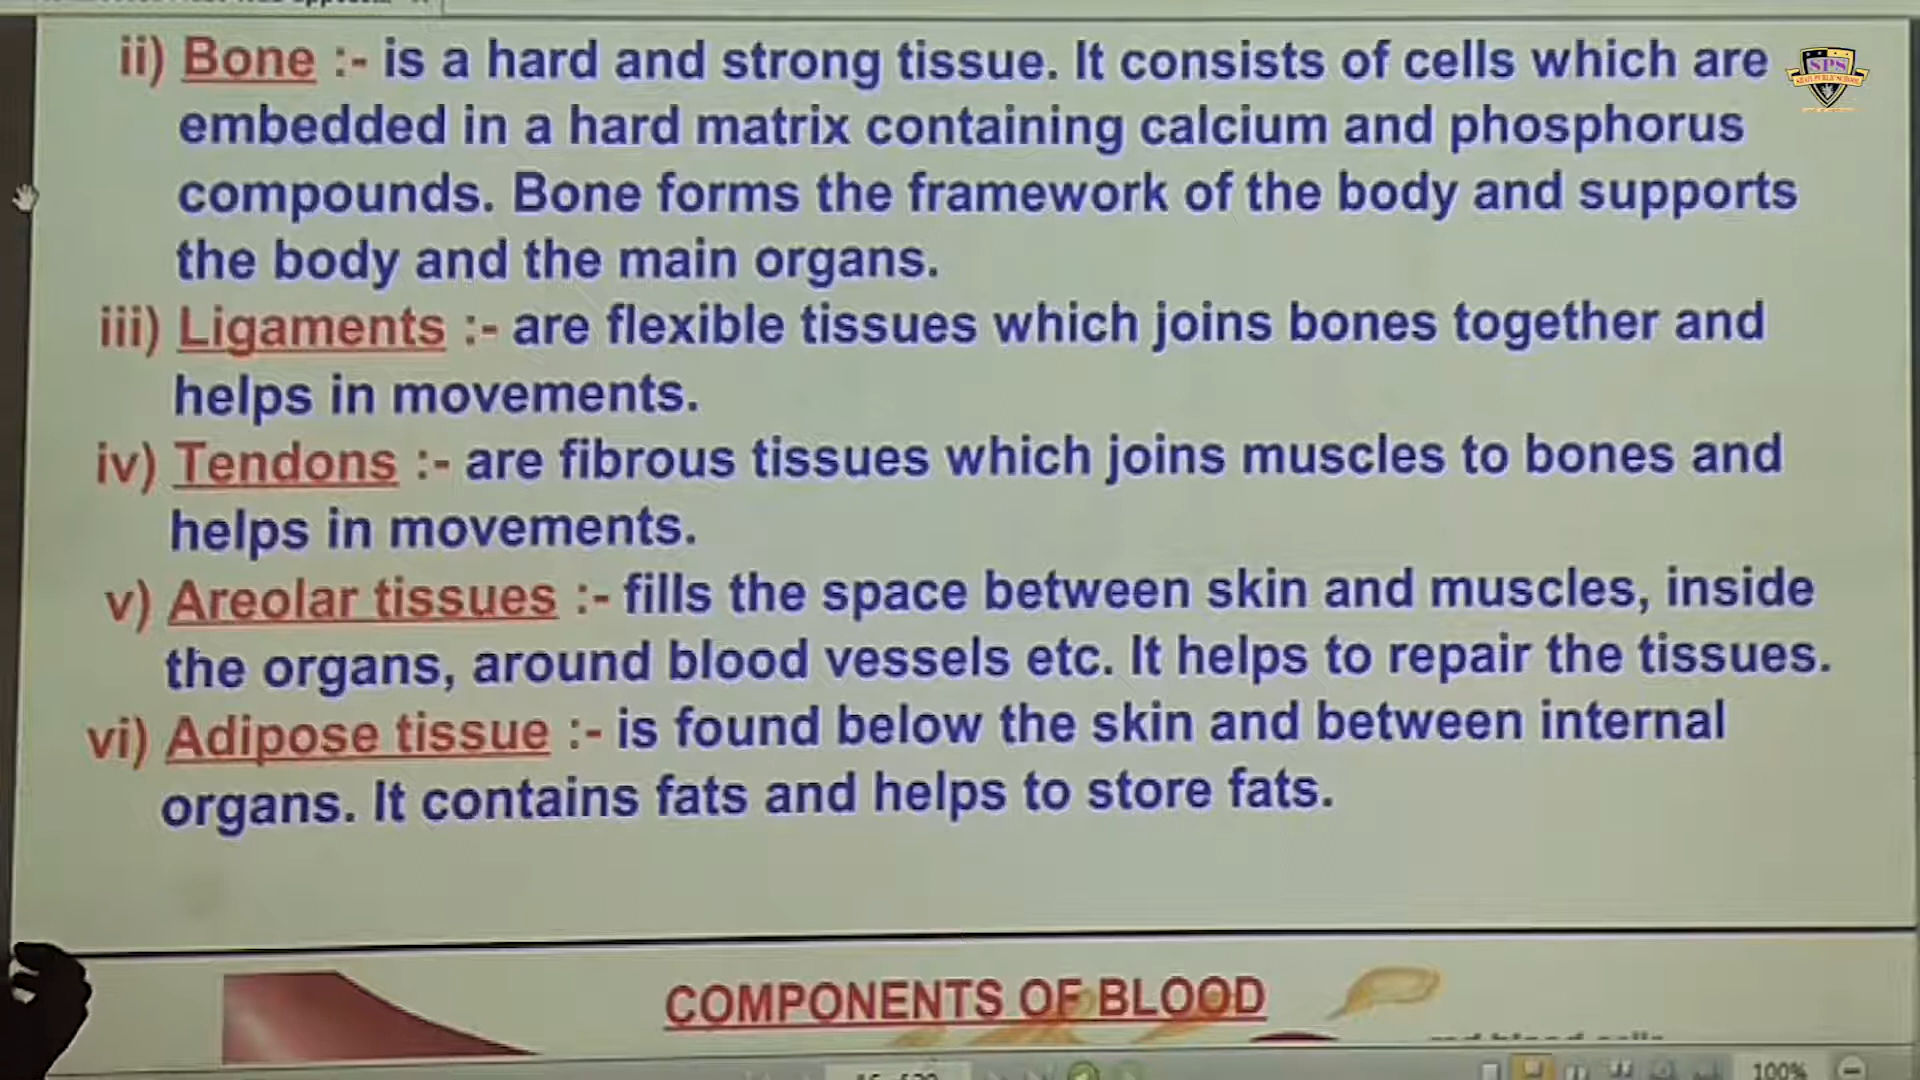 ii) Bone :- is a hard and strong tissue. It consists of cells which are
embedded in a hard matrix containing calcium and phosphorus
compounds. Bone forms the framework of the body and supports
the body and the main organs.
iii) Ligaments :- are flexible tissues which joins bones together and
helps in movements.
iv) Tendons :- are fibrous tissues which joins muscles to bones and
helps in movements.
v) Areolar tissues :- fills the space between skin and muscles, inside
the organs, around blood vessels etc. It helps to repair the tissues.
vi) Adipose tissue :- is found below the skin and between internal
organs. It contains fats and helps to store fats.
COMPONENTS OF BLOOD
100%
SPS